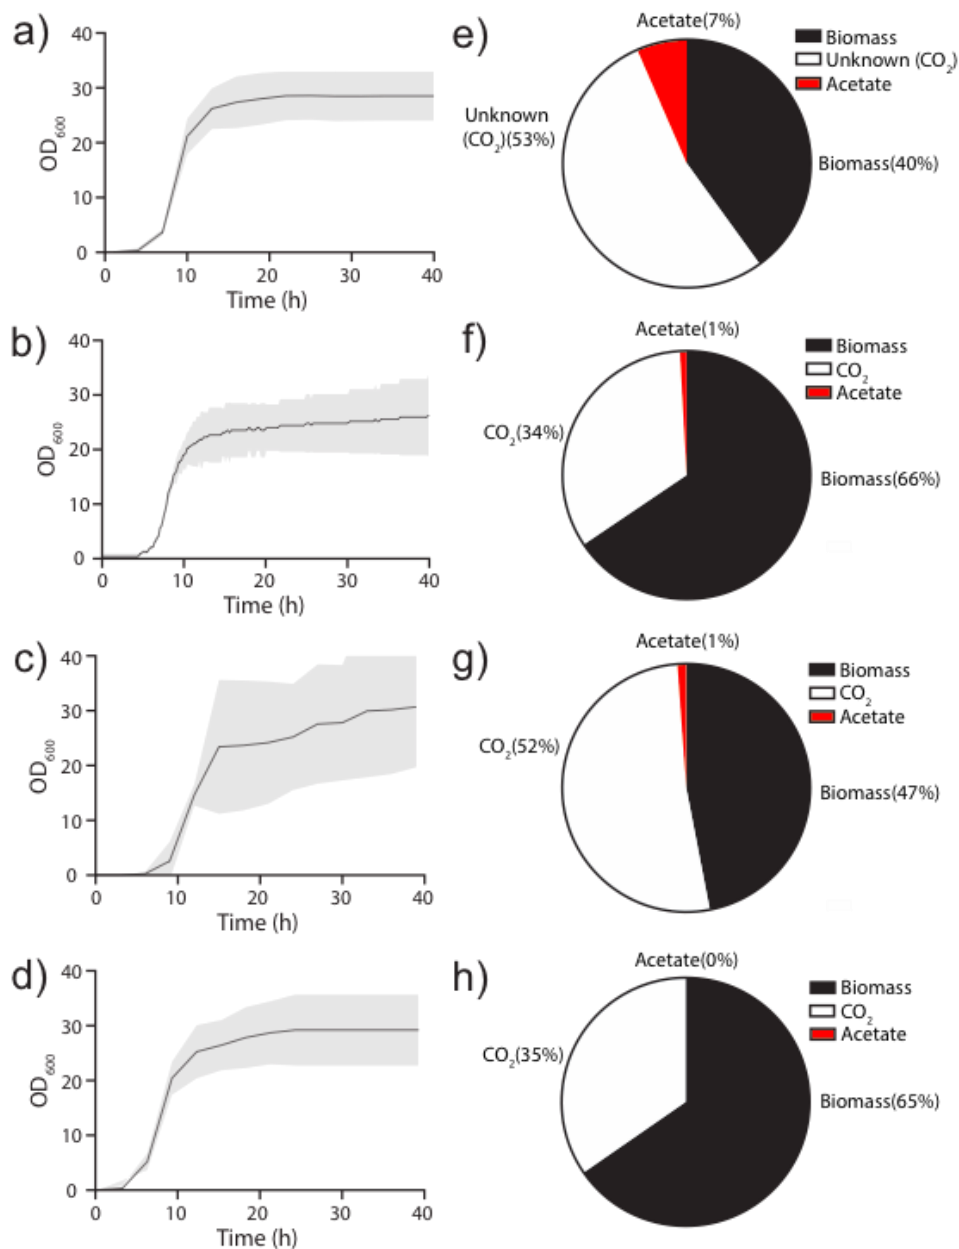 a)
40
30
20
10
0
OD600
0 10 20 30 40
Time (h)
e)
Acetate(7%)
Biomass
Unknown (CO2)
Acetate
Unknown
(CO2)(53%)
Biomass(40%)
b)
40
30
20
10
0
OD600
0 10 20 30 40
Time (h)
f)
Acetate(1%)
Biomass
CO2
Acetate
CO2(34%)
Biomass(66%)
c)
40
30
20
10
0
OD600
0 10 20 30 40
Time (h)
g)
Acetate(1%)
Biomass
CO2
Acetate
CO2(52%)
Biomass(47%)
d)
40
30
20
10
0
OD600
0 10 20 30 40
Time (h)
h)
Acetate(0%)
Biomass
CO2
Acetate
CO2(35%)
Biomass(65%)